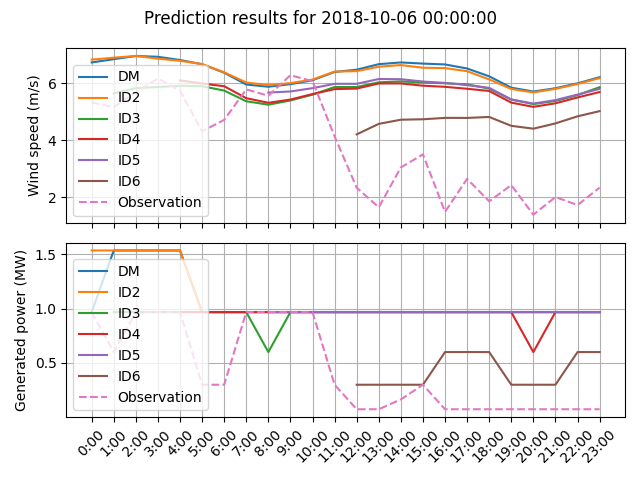 Prediction results for 2018-10-06 00:00:00
Wind speed (m/s)
6
4
2
DM
ID2
ID3
ID4
ID5
ID6
Observation
Generated power (MW)
1.5
1.0
0.5
DM
ID2
ID3
ID4
ID5
ID6
Observation
0:00 1:00 2:00 3:00 4:00 5:00 6:00 7:00 8:00 9:00 10:00 11:00 12:00 13:00 14:00 15:00 16:00 17:00 18:00 19:00 20:00 21:00 22:00 23:00